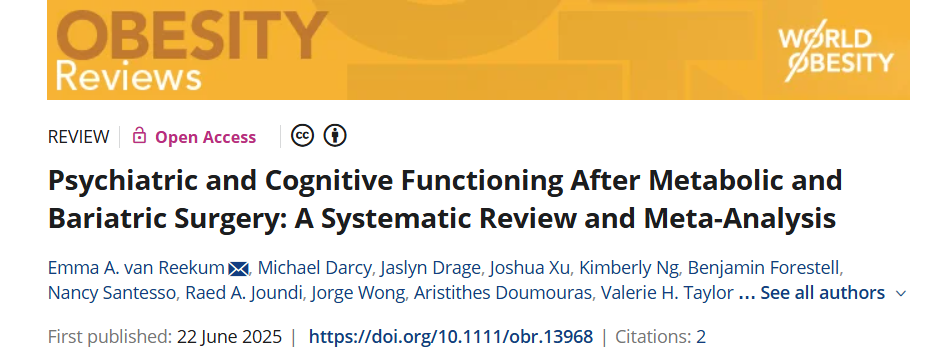 OBESITY
Reviews
WØRLD
ØBESITY
REVIEW
Open Access
cc
Psychiatric and Cognitive Functioning After Metabolic and
Bariatric Surgery: A Systematic Review and Meta-Analysis
Emma A. van Reekum, Michael Darcy, Jaslyn Drage, Joshua Xu, Kimberly Ng, Benjamin Forestell,
Nancy Santesso, Raed A. Joundi, Jorge Wong, Aristithes Doumouras, Valerie H. Taylor ... See all authors
First published: 22 June 2025 | https://doi.org/10.1111/obr.13968 | Citations: 2